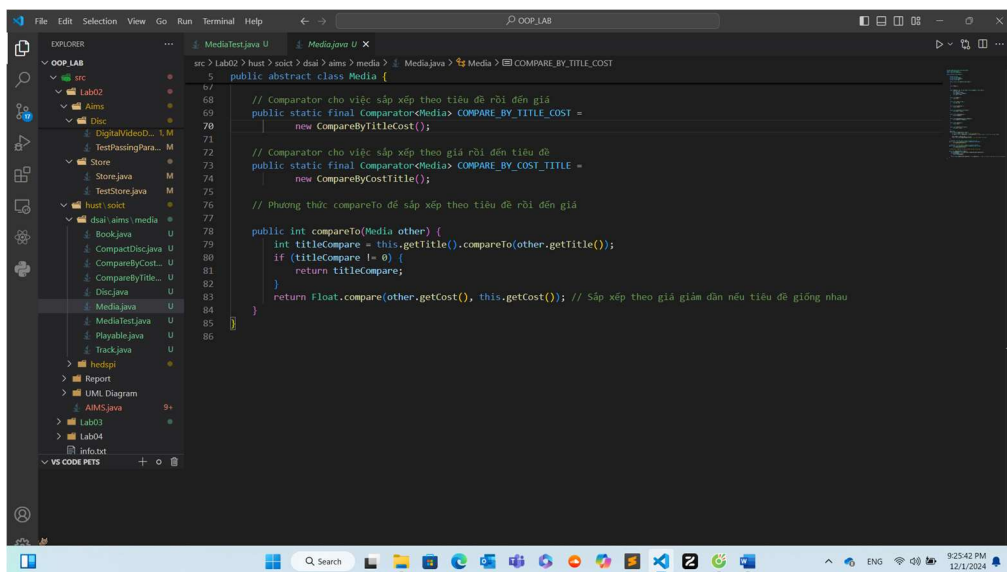 File Edit Selection View Go Run Terminal Help
OOP_LAB
EXPLORER
MediaTest.java U
Media.java U
OOP_LAB
src > Lab02 > hust > soict > dsai > aims > media > Media.java > Media > COMPARE_BY_TITLE_COST
src
Lab02
Aims
Disc
DigitalVideoD... 1, M
TestPassingPara... M
Store
Store.java M
TestStore.java M
hust \ soict
dsai \ aims \ media
Book.java U
CompactDisc.java U
CompareByCost... U
CompareByTitle... U
Disc.java U
Media.java U
MediaTest.java U
Playable.java U
Track.java U
hedspi
Report
UML Diagram
AIMS.java 9+
Lab03
Lab04
info.txt
VS CODE PETS
5 public abstract class Media {
67
68 // Comparator cho việc sắp xếp theo tiêu đề rồi đến giá
69 public static final Comparator<Media> COMPARE_BY_TITLE_COST =
70 new CompareByTitleCost();
71
72 // Comparator cho việc sắp xếp theo giá rồi đến tiêu đề
73 public static final Comparator<Media> COMPARE_BY_COST_TITLE =
74 new CompareByCostTitle();
75
76 // Phương thức compareTo để sắp xếp theo tiêu đề rồi đến giá
77
78 public int compareTo(Media other) {
79 int titleCompare = this.getTitle().compareTo(other.getTitle());
80 if (titleCompare != 0) {
81 return titleCompare;
82 }
83 return Float.compare(other.getCost(), this.getCost()); // Sắp xếp theo giá giảm dần nếu tiêu đề giống nhau
84 }
85 }
86
Search
ENG
9:25:42 PM
12/1/2024